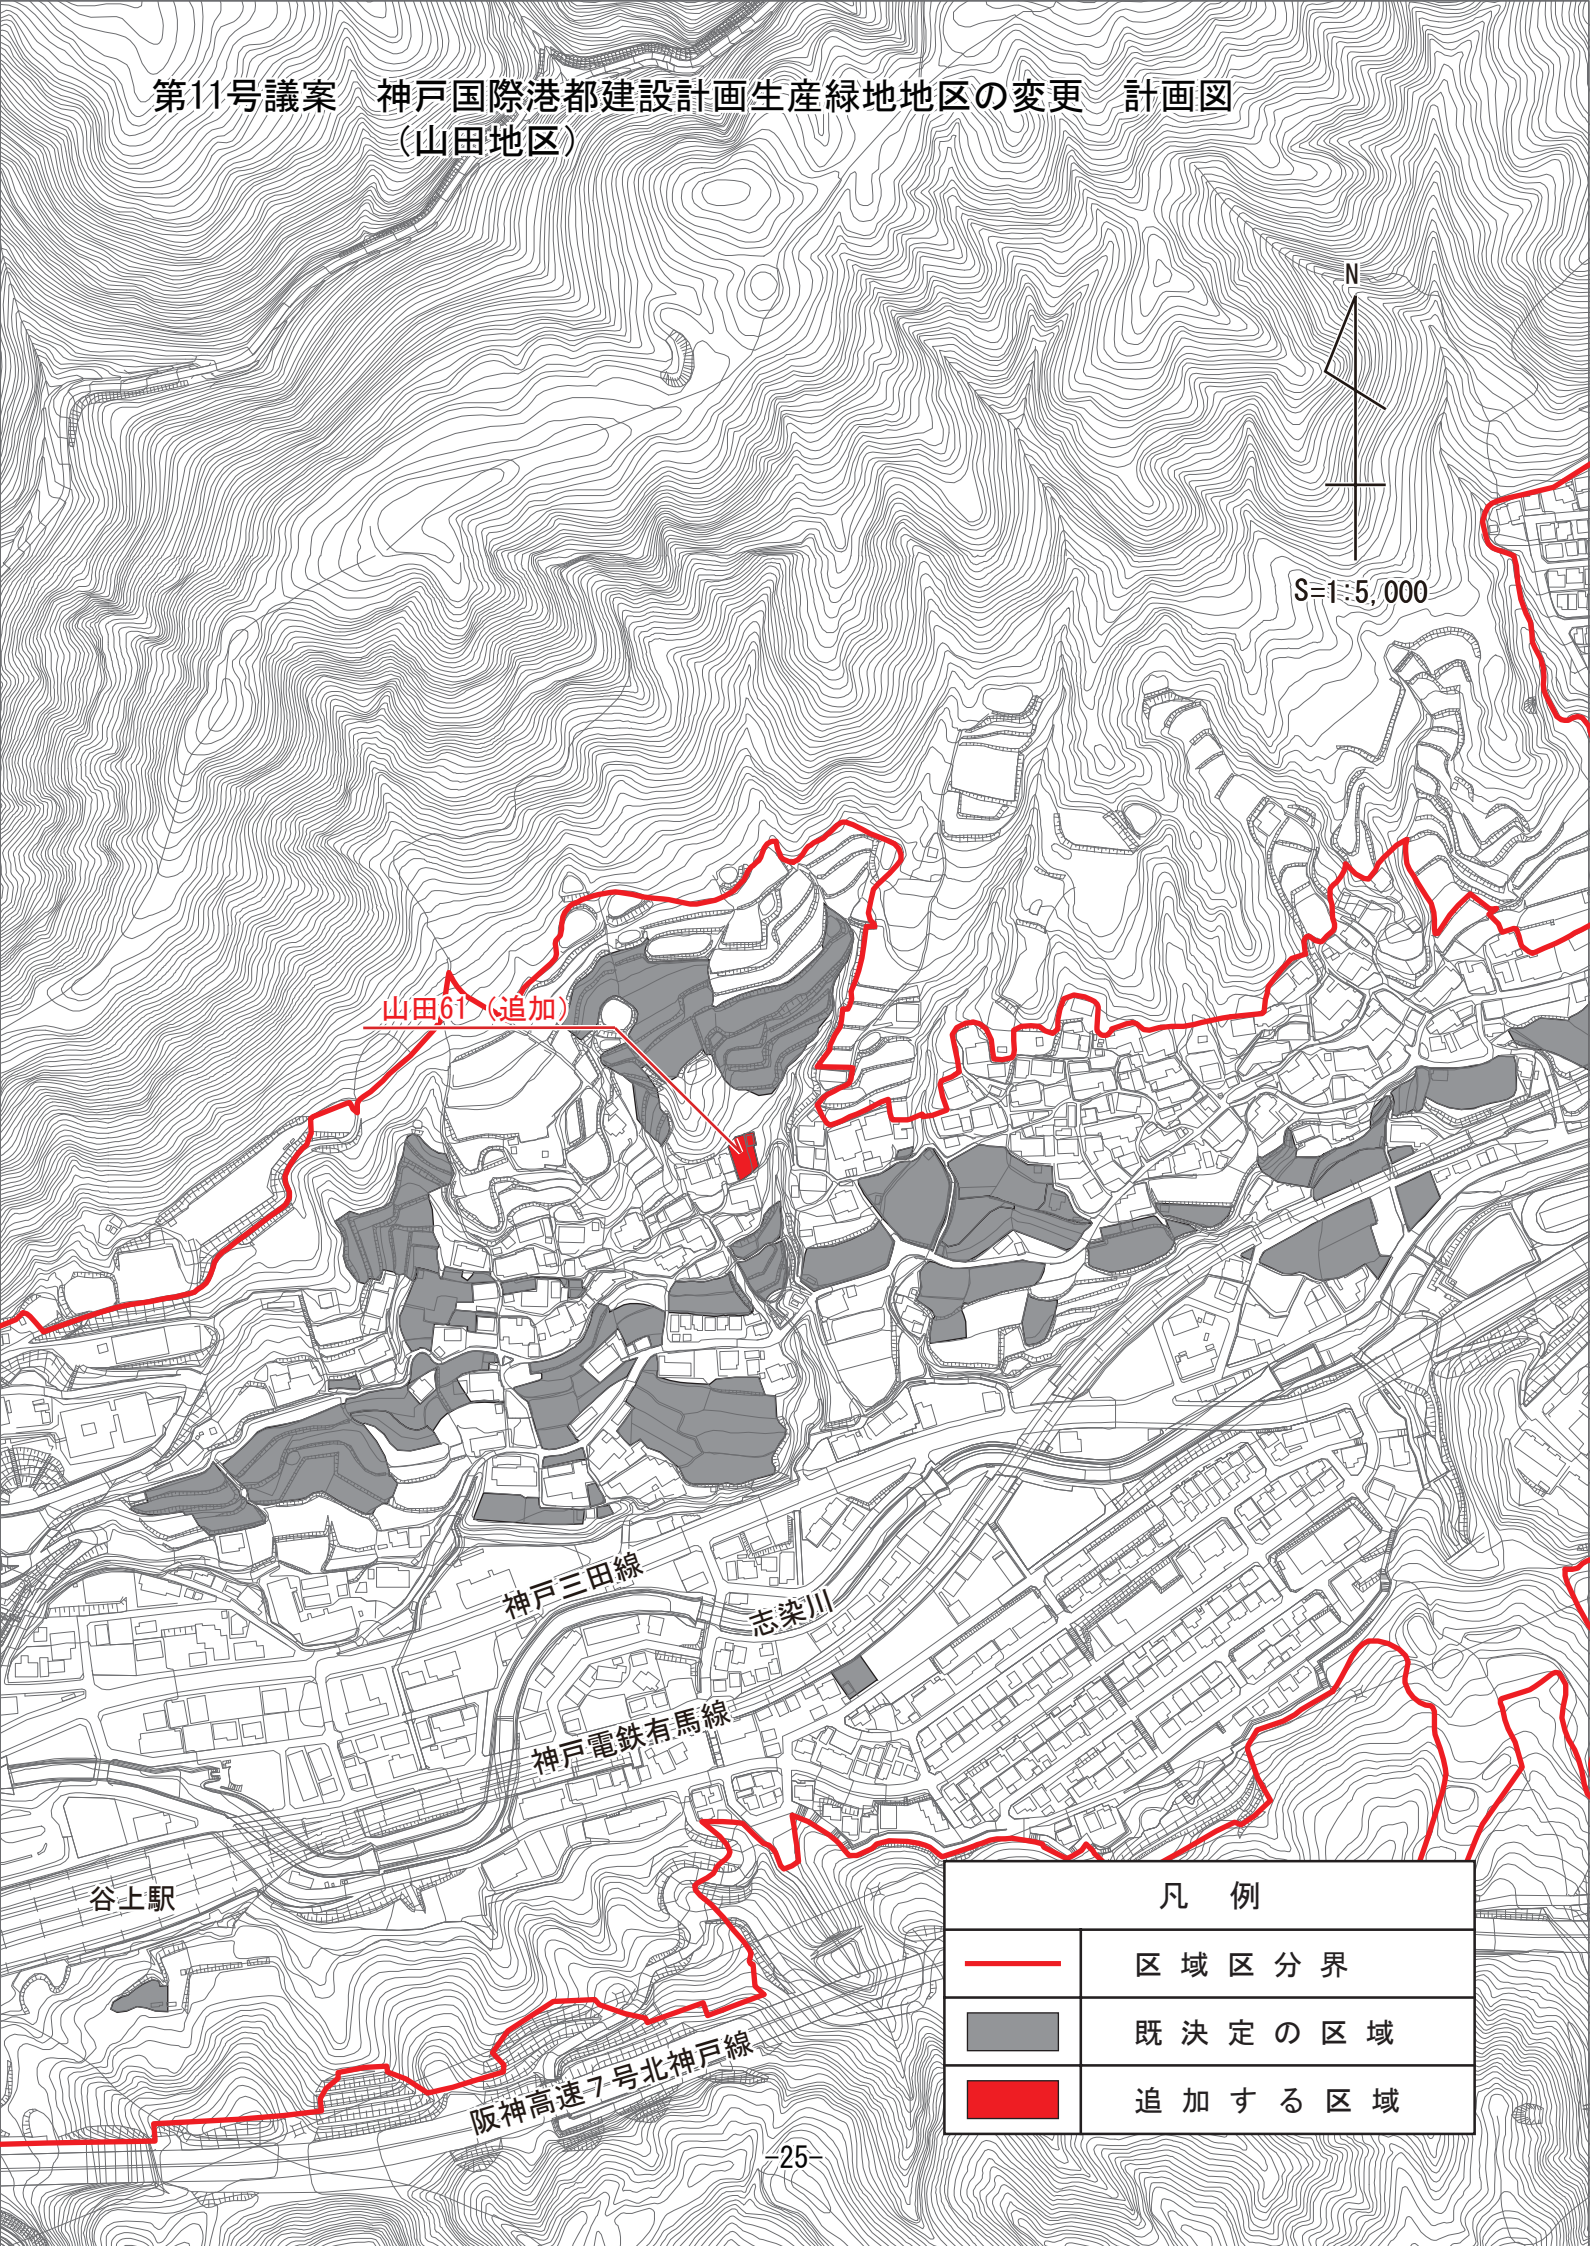 第11号議案　神戸国際港都建設計画生産緑地地区の変更　計画図
（山田地区）
N
S=1:5,000
山田61（追加）
神戸三田線
志染川
神戸電鉄有馬線
谷上駅
阪神高速７号北神戸線
凡　例
区域区分界
既決定の区域
追加する区域
-25-